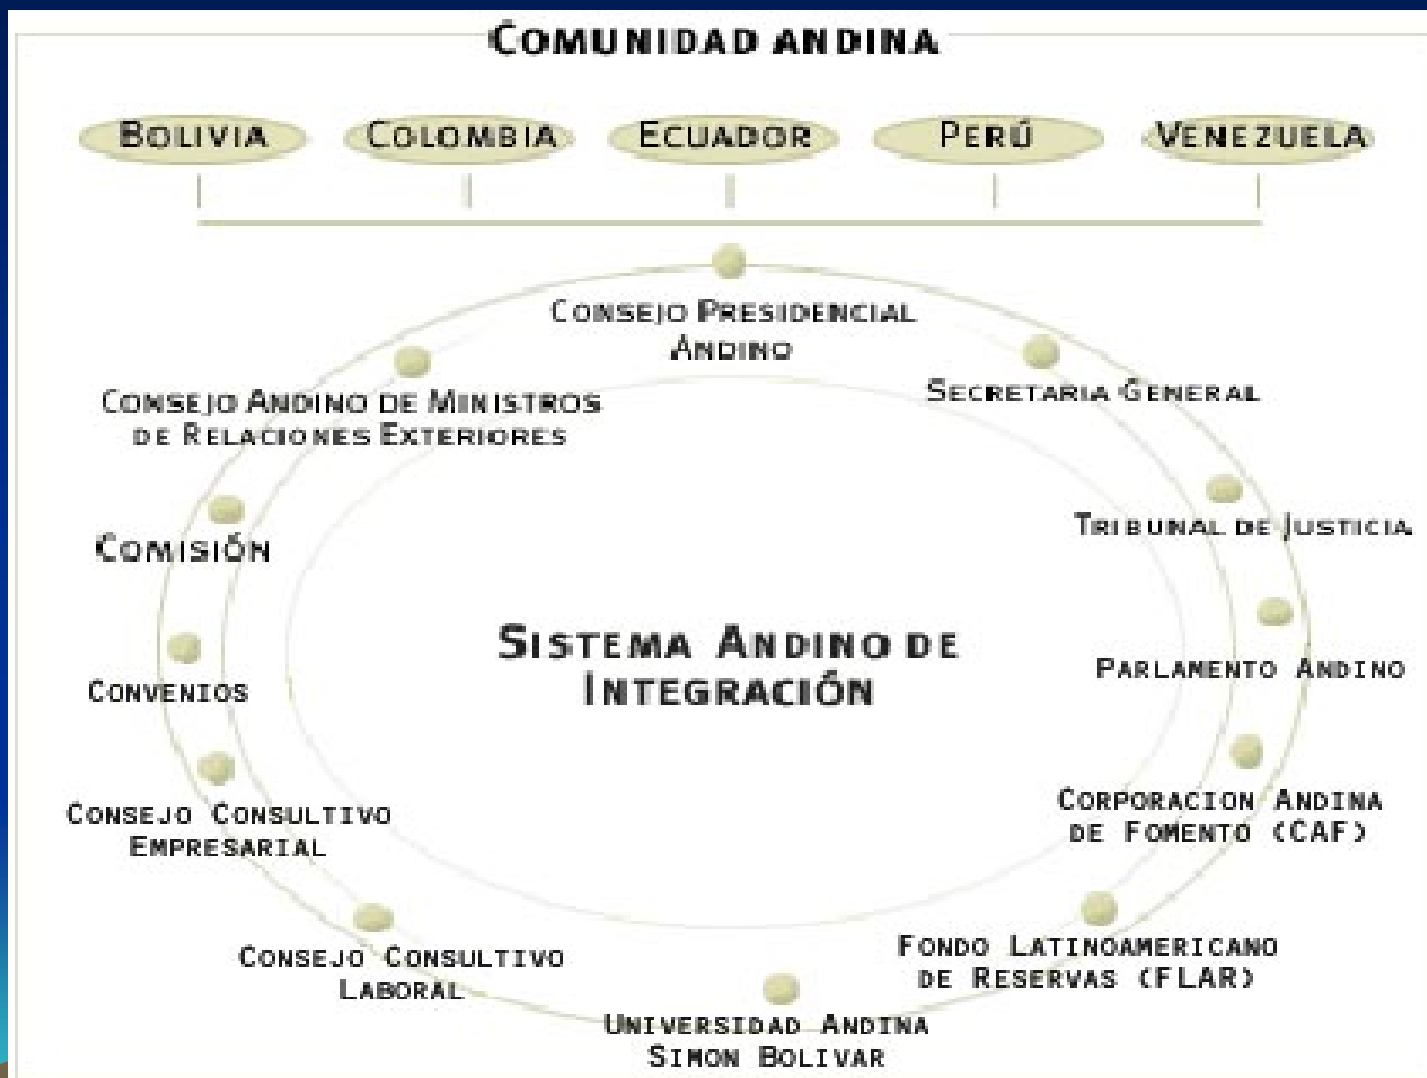 COMUNIDAD ANDINA
BOLIVIA COLOMBIA ECUADOR PERÚ VENEZUELA
CONSEJO PRESIDENCIAL
ANDINO
SECRETARIA GENERAL
CONSEJO ANDINO DE MINISTROS
DE RELACIONES EXTERIORES
TRIBUNAL DE JUSTICIA
COMISIÓN
SISTEMA ANDINO DE
INTEGRACIÓN
PARLAMENTO ANDINO
CONVENIOS
CORPORACION ANDINA
DE FOMENTO (CAF)
CONSEJO CONSULTIVO
EMPRESARIAL
FONDO LATINOAMERICANO
DE RESERVAS (FLAR)
CONSEJO CONSULTIVO
LABORAL
UNIVERSIDAD ANDINA
SIMON BOLIVAR